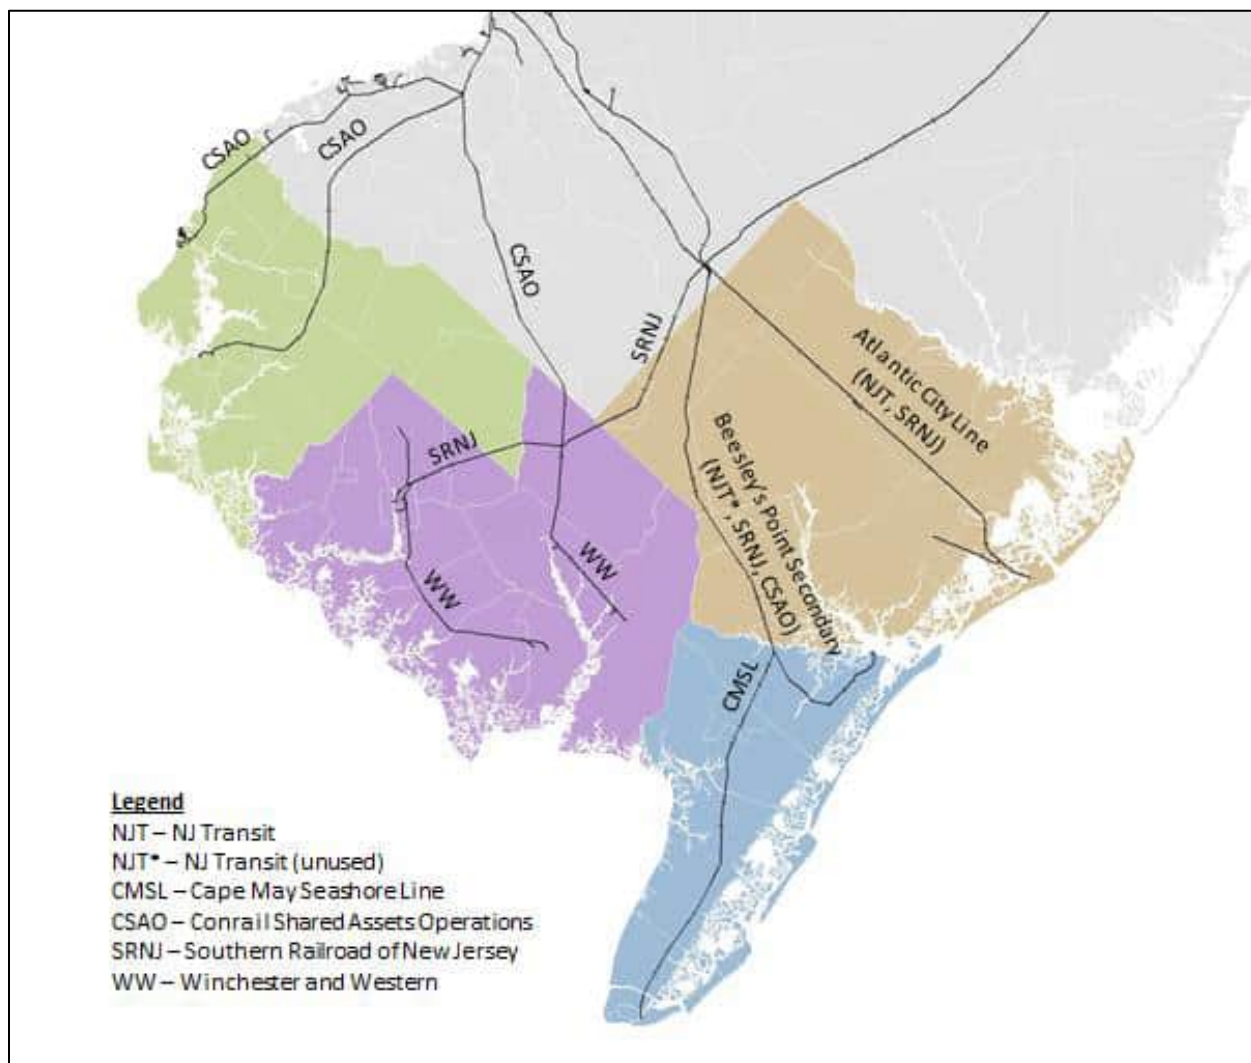 CSAO
CSAO
CSAO
SRNJ
Atlantic City Line
(NJT, SRNJ)
SRNJ
Beesley's Point Secondary
(NJT*, SRNJ, CSAO)
WW
WW
CMSL
Legend
NJT – NJ Transit
NJT* – NJ Transit (unused)
CMSL – Cape May Seashore Line
CSAO – Conrail Shared Assets Operations
SRNJ – Southern Railroad of New Jersey
WW – Winchester and Western